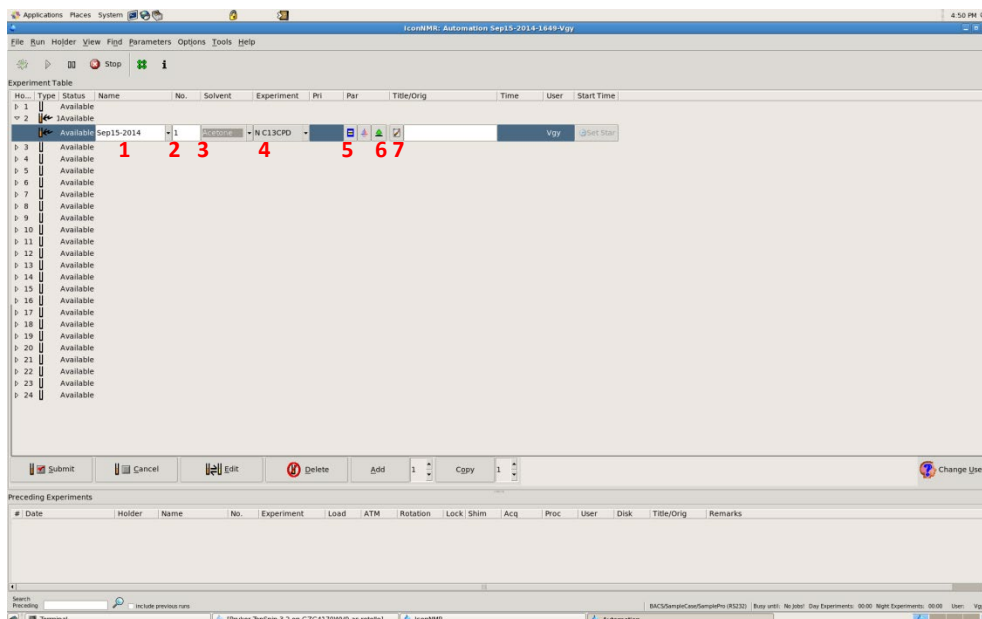 Applications Places System 4:50 PM
IconNMR: Automation Sep15-2014-1649-Vgy
File Run Holder View Find Parameters Options Tools Help
Stop i
Experiment Table
Ho... Type Status Name No. Solvent Experiment Pri Par Title/Orig Time User Start Time
1 Available
2 1Available
Available Sep15-2014 1 Acetone N C13CPD Vgy Set Star
1 2 3 4 5 6 7
3 Available
4 Available
5 Available
6 Available
7 Available
8 Available
9 Available
10 Available
11 Available
12 Available
13 Available
14 Available
15 Available
16 Available
17 Available
18 Available
19 Available
20 Available
21 Available
22 Available
23 Available
24 Available
Submit Cancel Edit Delete Add 1 Copy 1 Change Use
Preceding Experiments
# Date Holder Name No. Experiment Load ATM Rotation Lock Shim Acq Proc User Disk Title/Orig Remarks
Search
Preceding include previous runs BACS/SampleCase/SamplePro (RS232) Busy until: No Jobs! Day Experiments: 00:00 Night Experiments: 00:00 User: Vg